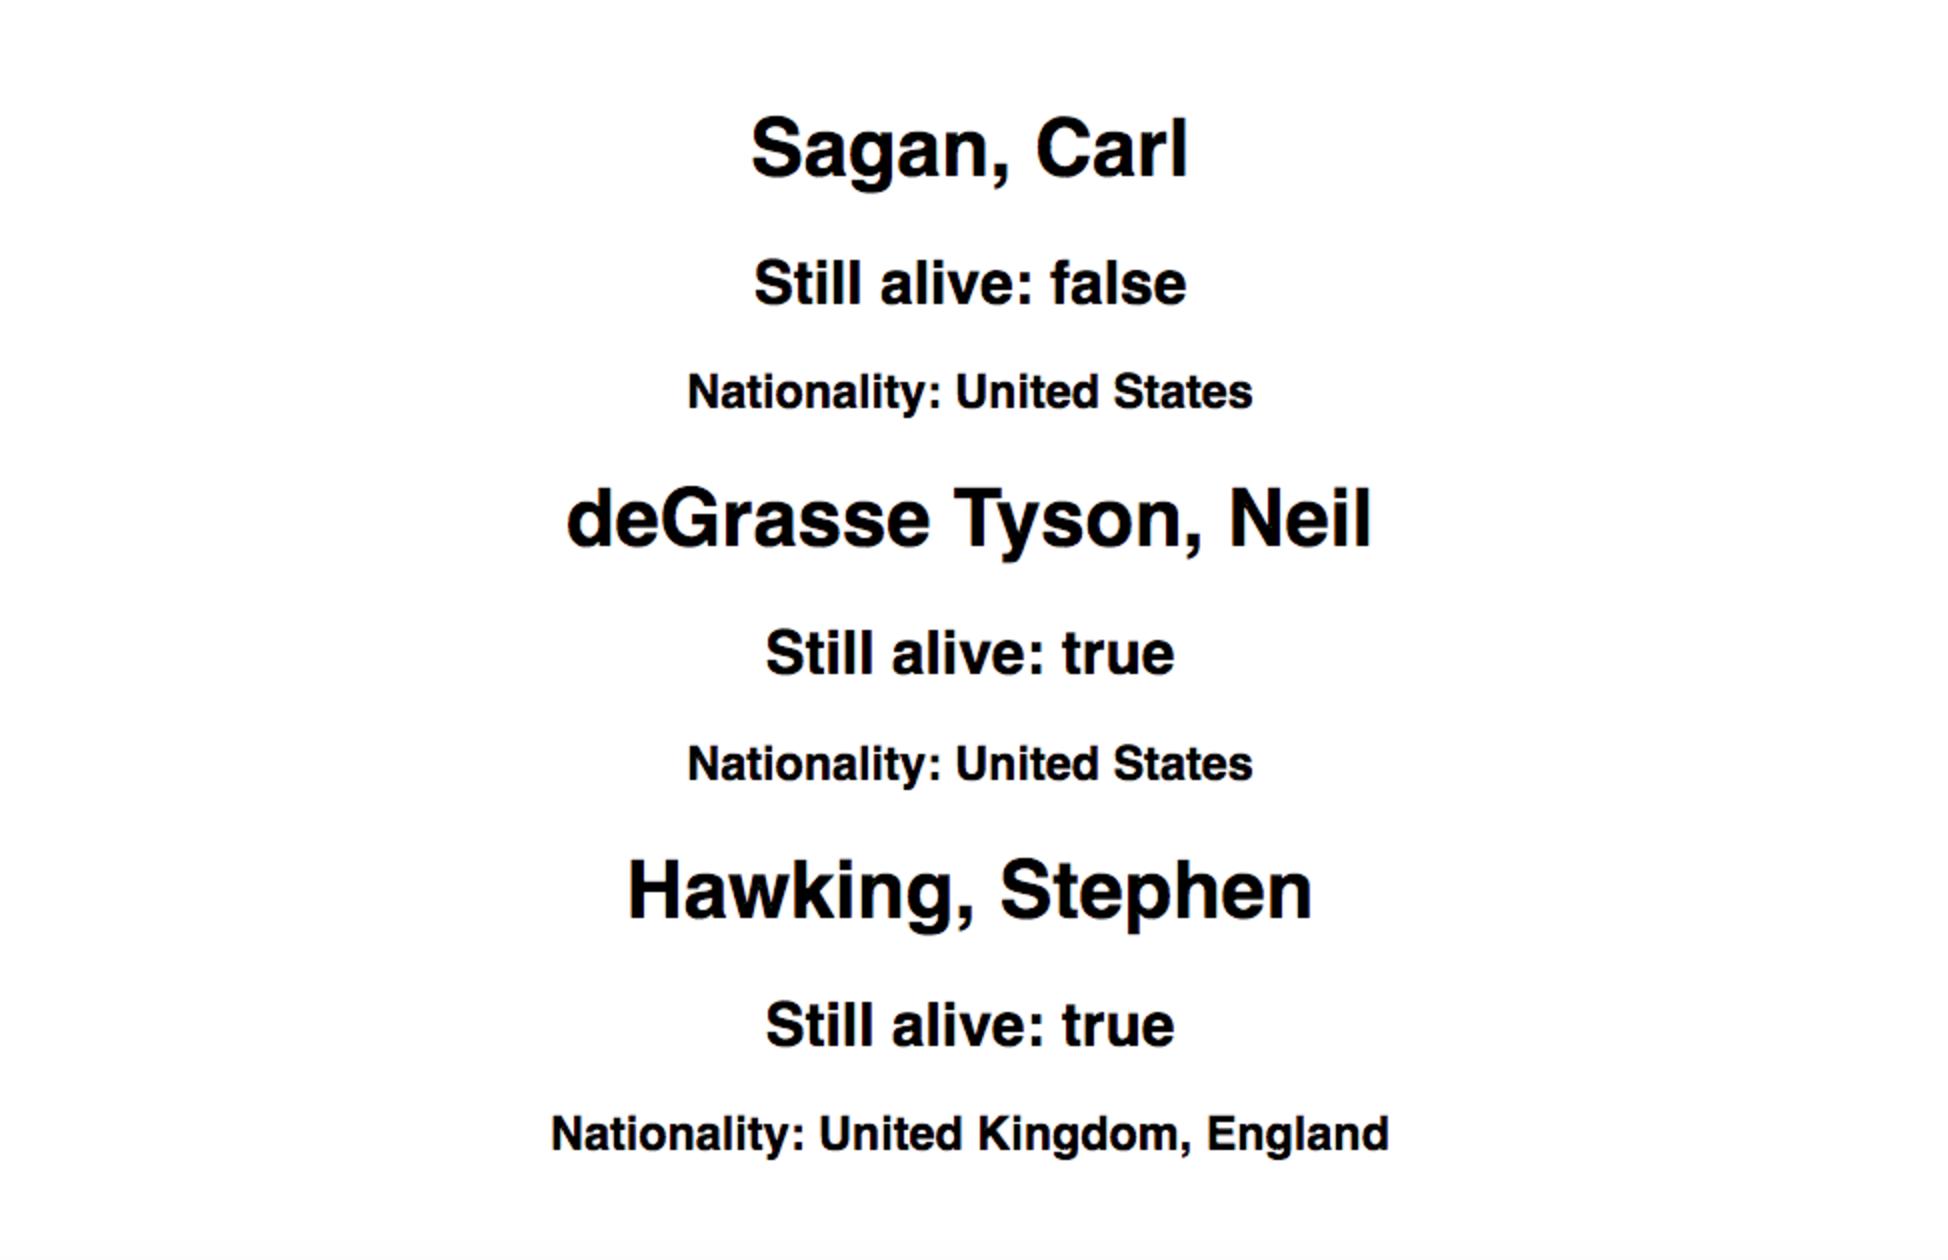 Sagan, Carl
Still alive: false
Nationality: United States
deGrasse Tyson, Neil
Still alive: true
Nationality: United States
Hawking, Stephen
Still alive: true
Nationality: United Kingdom, England